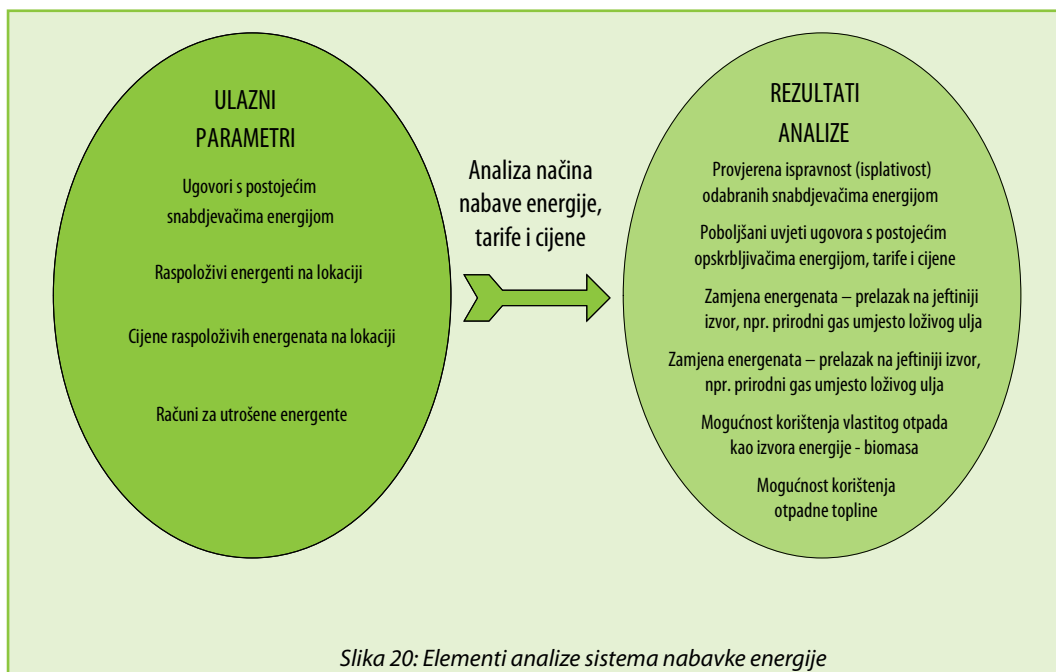 ULAZNI
PARAMETRI
Ugovori s postojećim
snabdjevačima energijom
Raspoloživi energenti na lokaciji
Cijene raspoloživih energenata na lokaciji
Računi za utrošene energente
Analiza načina
nabave energije,
tarife i cijene
REZULTATI
ANALIZE
Provjerena ispravnost (isplativost)
odabranih snabdjevačima energijom
Poboljšani uvjeti ugovora s postojećim
opskrbljivačima energijom, tarife i cijene
Zamjena energenata – prelazak na jeftiniji
izvor, npr. prirodni gas umjesto loživog ulja
Zamjena energenata – prelazak na jeftiniji izvor,
npr. prirodni gas umjesto loživog ulja
Mogućnost korištenja vlastitog otpada
kao izvora energije - biomasa
Mogućnost korištenja
otpadne topline
Slika 20: Elementi analize sistema nabavke energije